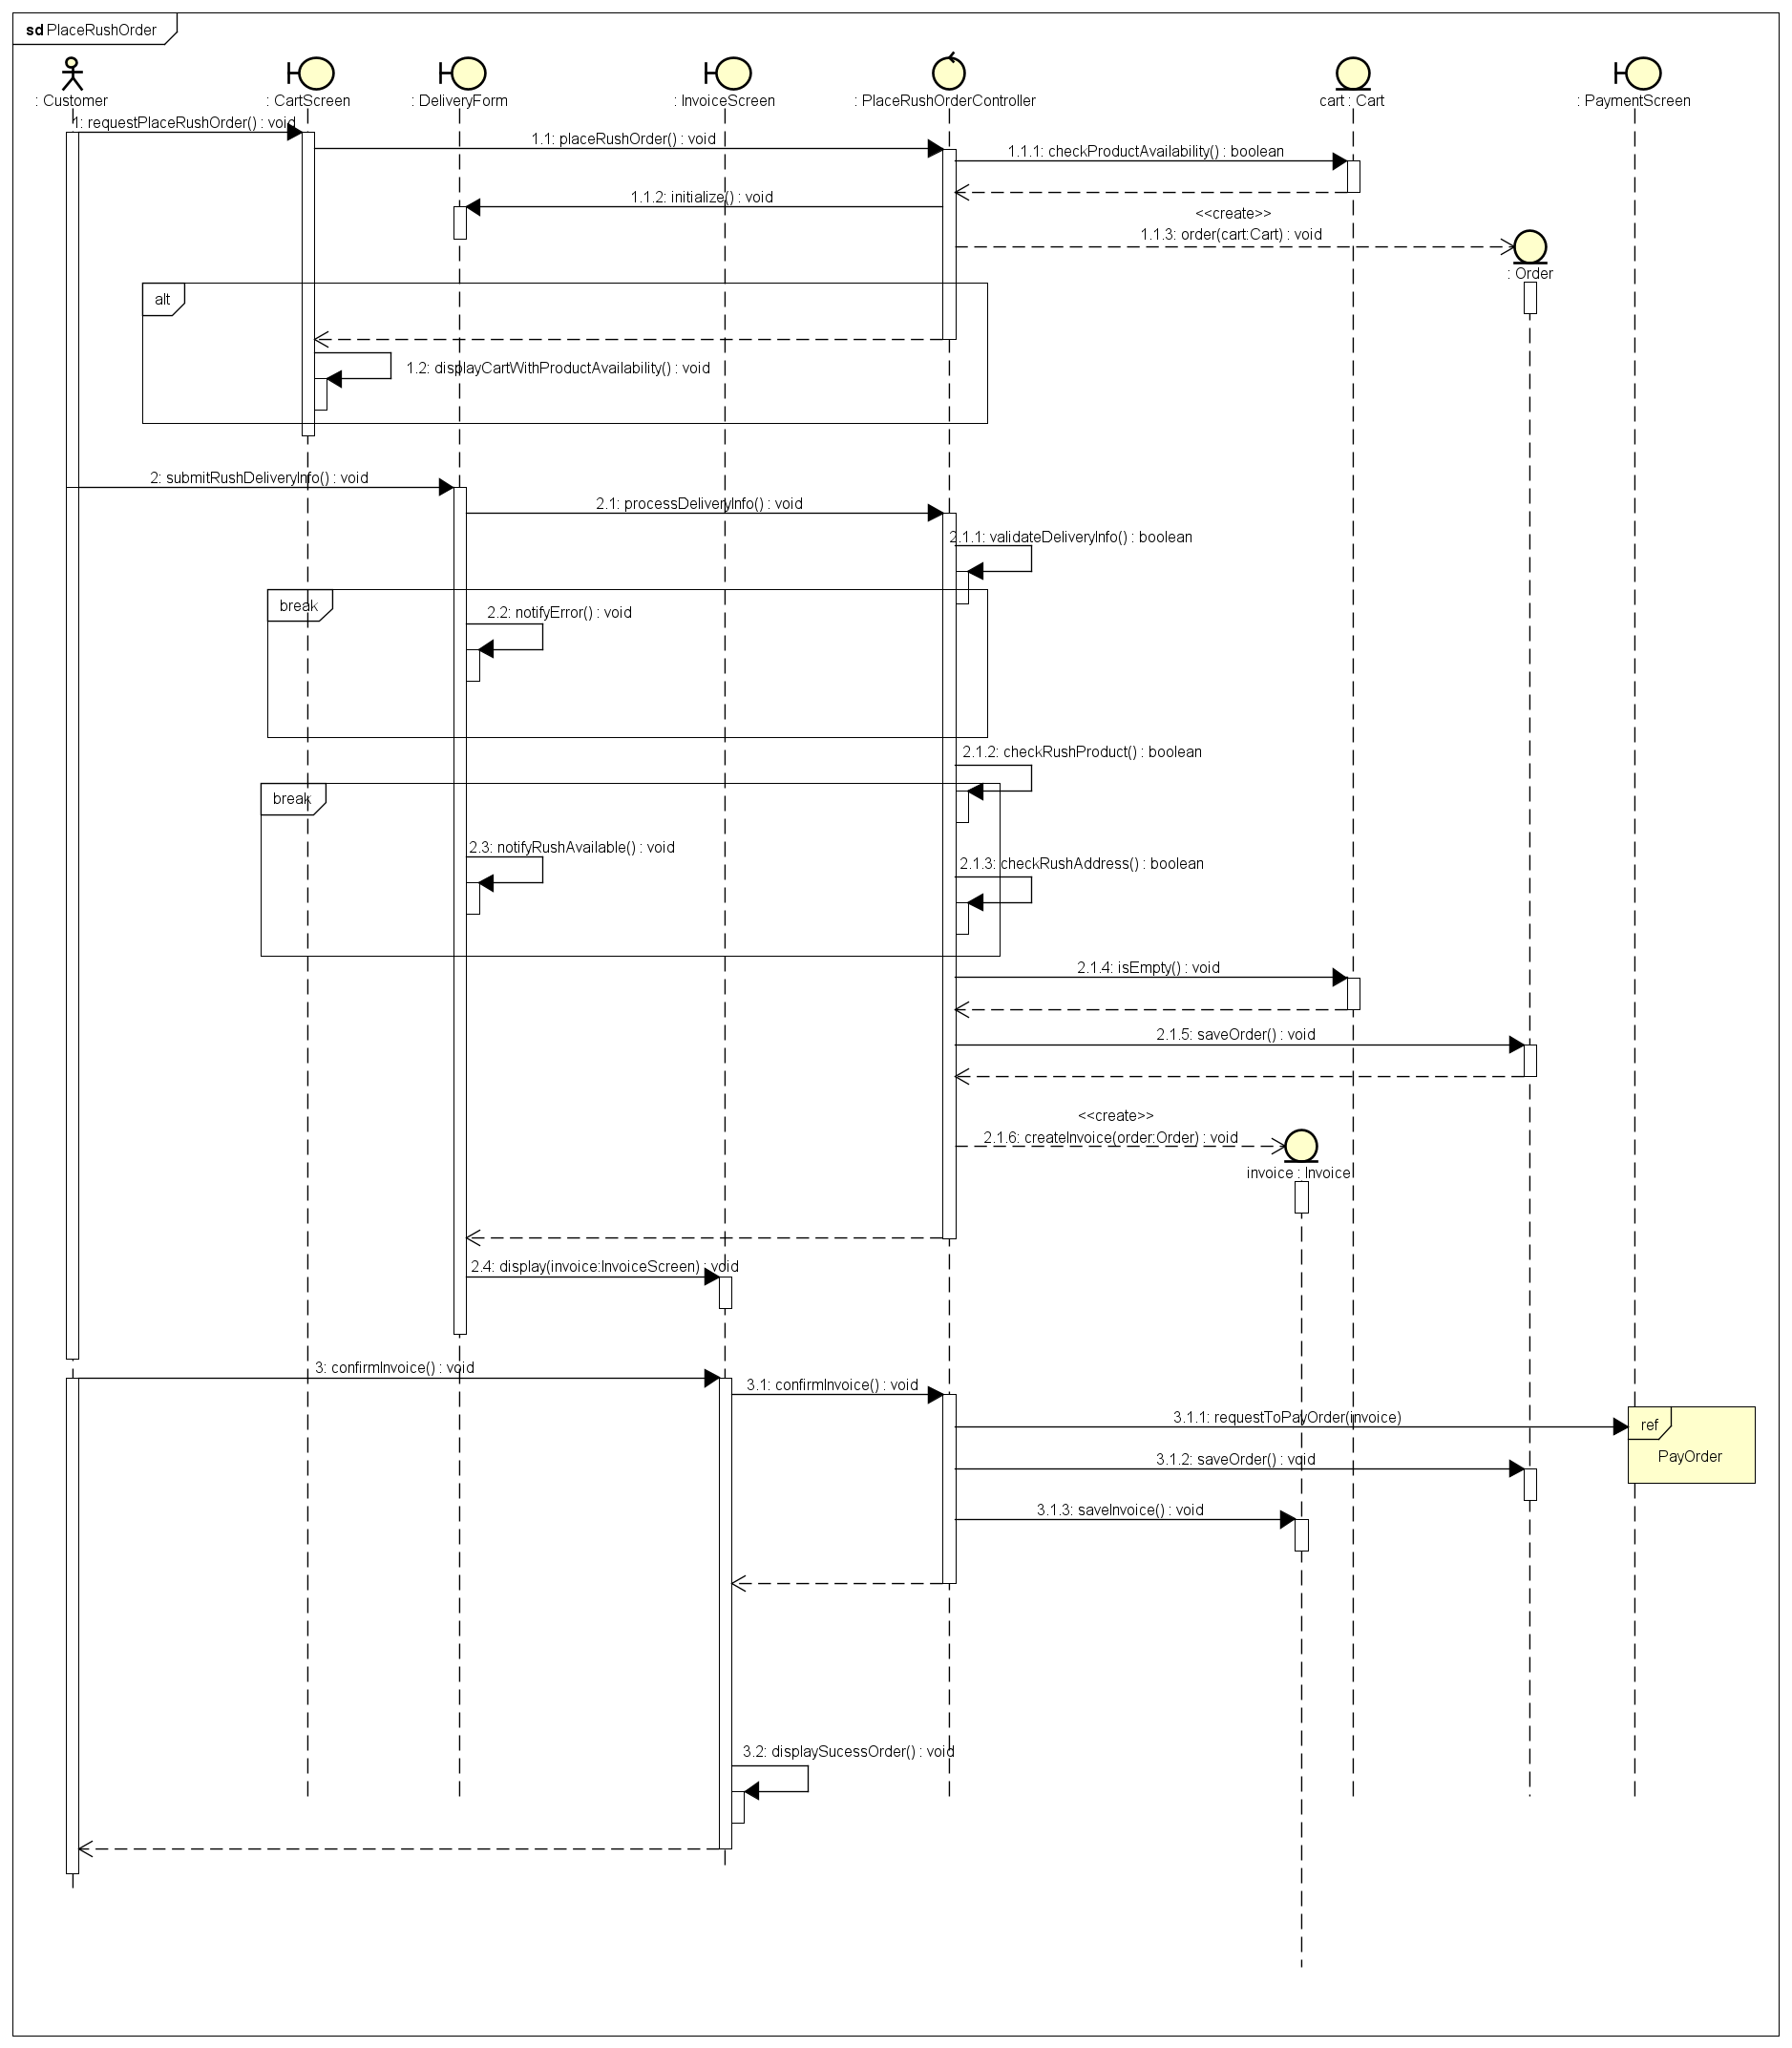 sd PlaceRushOrder
: Customer
: CartScreen
: DeliveryForm
: InvoiceScreen
: PlaceRushOrderController
cart : Cart
: PaymentScreen
1: requestPlaceRushOrder() : void
1.1: placeRushOrder() : void
1.1.1: checkProductAvailability() : boolean
1.1.2: initialize() : void
<<create>>
1.1.3: order(cart:Cart) : void
: Order
alt
1.2: displayCartWithProductAvailability() : void
2: submitRushDeliveryInfo() : void
2.1: processDeliveryInfo() : void
2.1.1: validateDeliveryInfo() : boolean
break
2.2: notifyError() : void
2.1.2: checkRushProduct() : boolean
break
2.3: notifyRushAvailable() : void
2.1.3: checkRushAddress() : boolean
2.1.4: isEmpty() : void
2.1.5: saveOrder() : void
<<create>>
2.1.6: createInvoice(order:Order) : void
invoice : Invoice
2.4: display(invoice:InvoiceScreen) : void
3: confirmInvoice() : void
3.1: confirmInvoice() : void
3.1.1: requestToPayOrder(invoice)
ref
PayOrder
3.1.2: saveOrder() : void
3.1.3: saveInvoice() : void
3.2: displaySucessOrder() : void